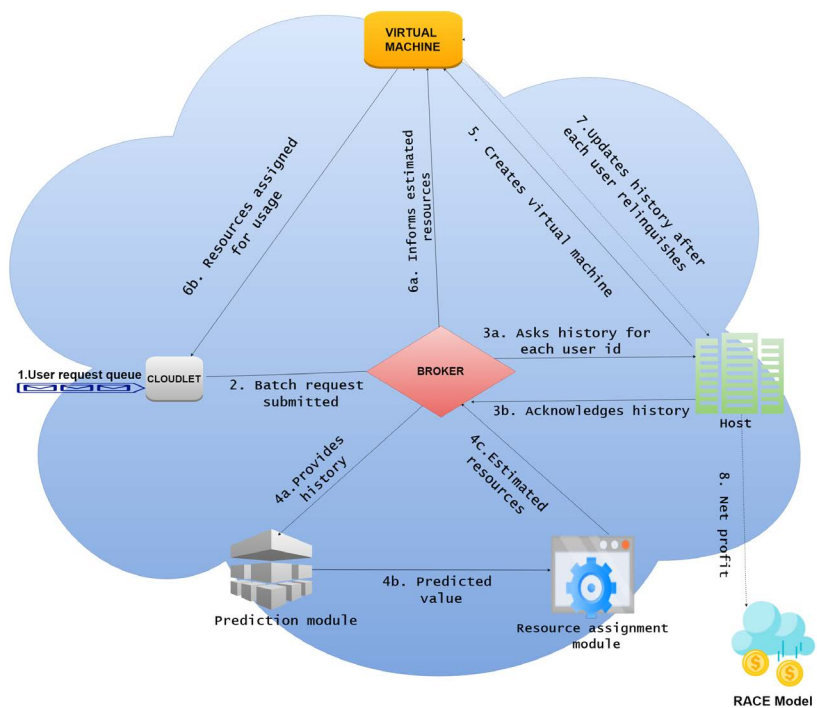 VIRTUAL
MACHINE
6b. Resources assigned
for usage
6a. Informs estimated
resources
5. Creates virtual machine
7.Updates history after
each user relinquishes
1.User request queue
CLOUDLET
2. Batch request
submitted
BROKER
3a. Asks history for
each user id
3b. Acknowledges history
Host
4a.Provides
history
4c.Estimated
resources
8. Net profit
4b. Predicted
value
Prediction module
Resource assignment
module
$
$
RACE Model